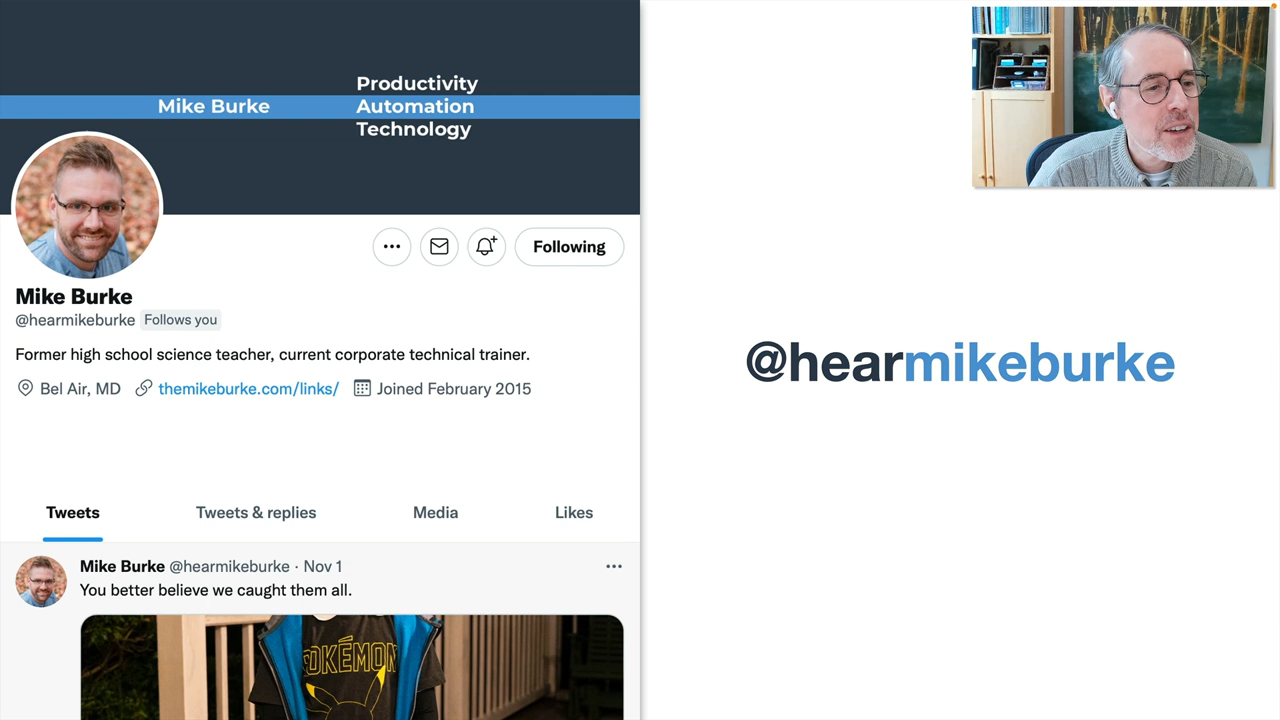 Productivity
Mike Burke Automation
Technology
Following
Mike Burke
@hearmikeburke Follows you
Former high school science teacher, current corporate technical trainer.
Bel Air, MD themikeburke.com/links/ Joined February 2015
Tweets Tweets & replies Media Likes
Mike Burke @hearmikeburke · Nov 1
You better believe we caught them all.
POKÉMON
@hearmikeburke